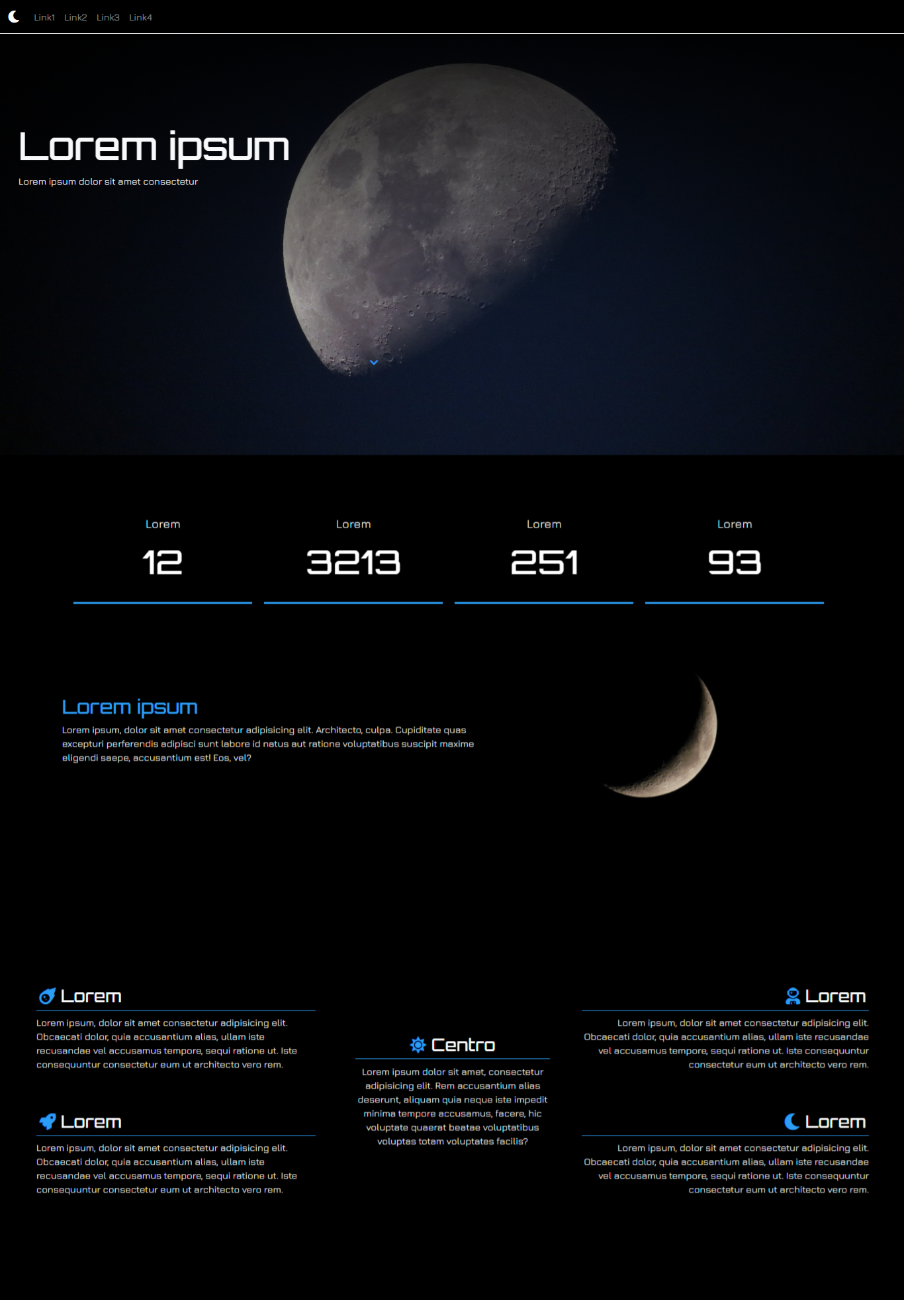 Link1 Link2 Link3 Link4
Lorem ipsum
Lorem ipsum dolor sit amet consectetur
Lorem
12
Lorem
3213
Lorem
251
Lorem
93
Lorem ipsum
Lorem ipsum, dolor sit amet consectetur adipisicing elit. Architecto, culpa. Cupiditate quas
excepturi perferendis adipisci sunt labore id natus aut ratione voluptatibus suscipit maxime
eligendi saepe, accusantium est! Eos, vel?
Lorem
Lorem ipsum, dolor sit amet consectetur adipisicing elit.
Obcaecati dolor, quia accusantium alias, ullam iste
recusandae vel accusamus tempore, sequi ratione ut. Iste
consequuntur consectetur eum ut architecto vero rem.
Lorem
Lorem ipsum, dolor sit amet consectetur adipisicing elit.
Obcaecati dolor, quia accusantium alias, ullam iste
recusandae vel accusamus tempore, sequi ratione ut. Iste
consequuntur consectetur eum ut architecto vero rem.
Centro
Lorem ipsum dolor sit amet, consectetur
adipisicing elit. Rem accusantium alias
deserunt, aliquam quia neque iste impedit
minima tempore accusamus, facere, hic
voluptate quaerat beatae voluptatibus
voluptas totam voluptates facilis?
Lorem
Lorem ipsum, dolor sit amet consectetur adipisicing elit.
Obcaecati dolor, quia accusantium alias, ullam iste recusandae
vel accusamus tempore, sequi ratione ut. Iste consequuntur
consectetur eum ut architecto vero rem.
Lorem
Lorem ipsum, dolor sit amet consectetur adipisicing elit.
Obcaecati dolor, quia accusantium alias, ullam iste recusandae
vel accusamus tempore, sequi ratione ut. Iste consequuntur
consectetur eum ut architecto vero rem.